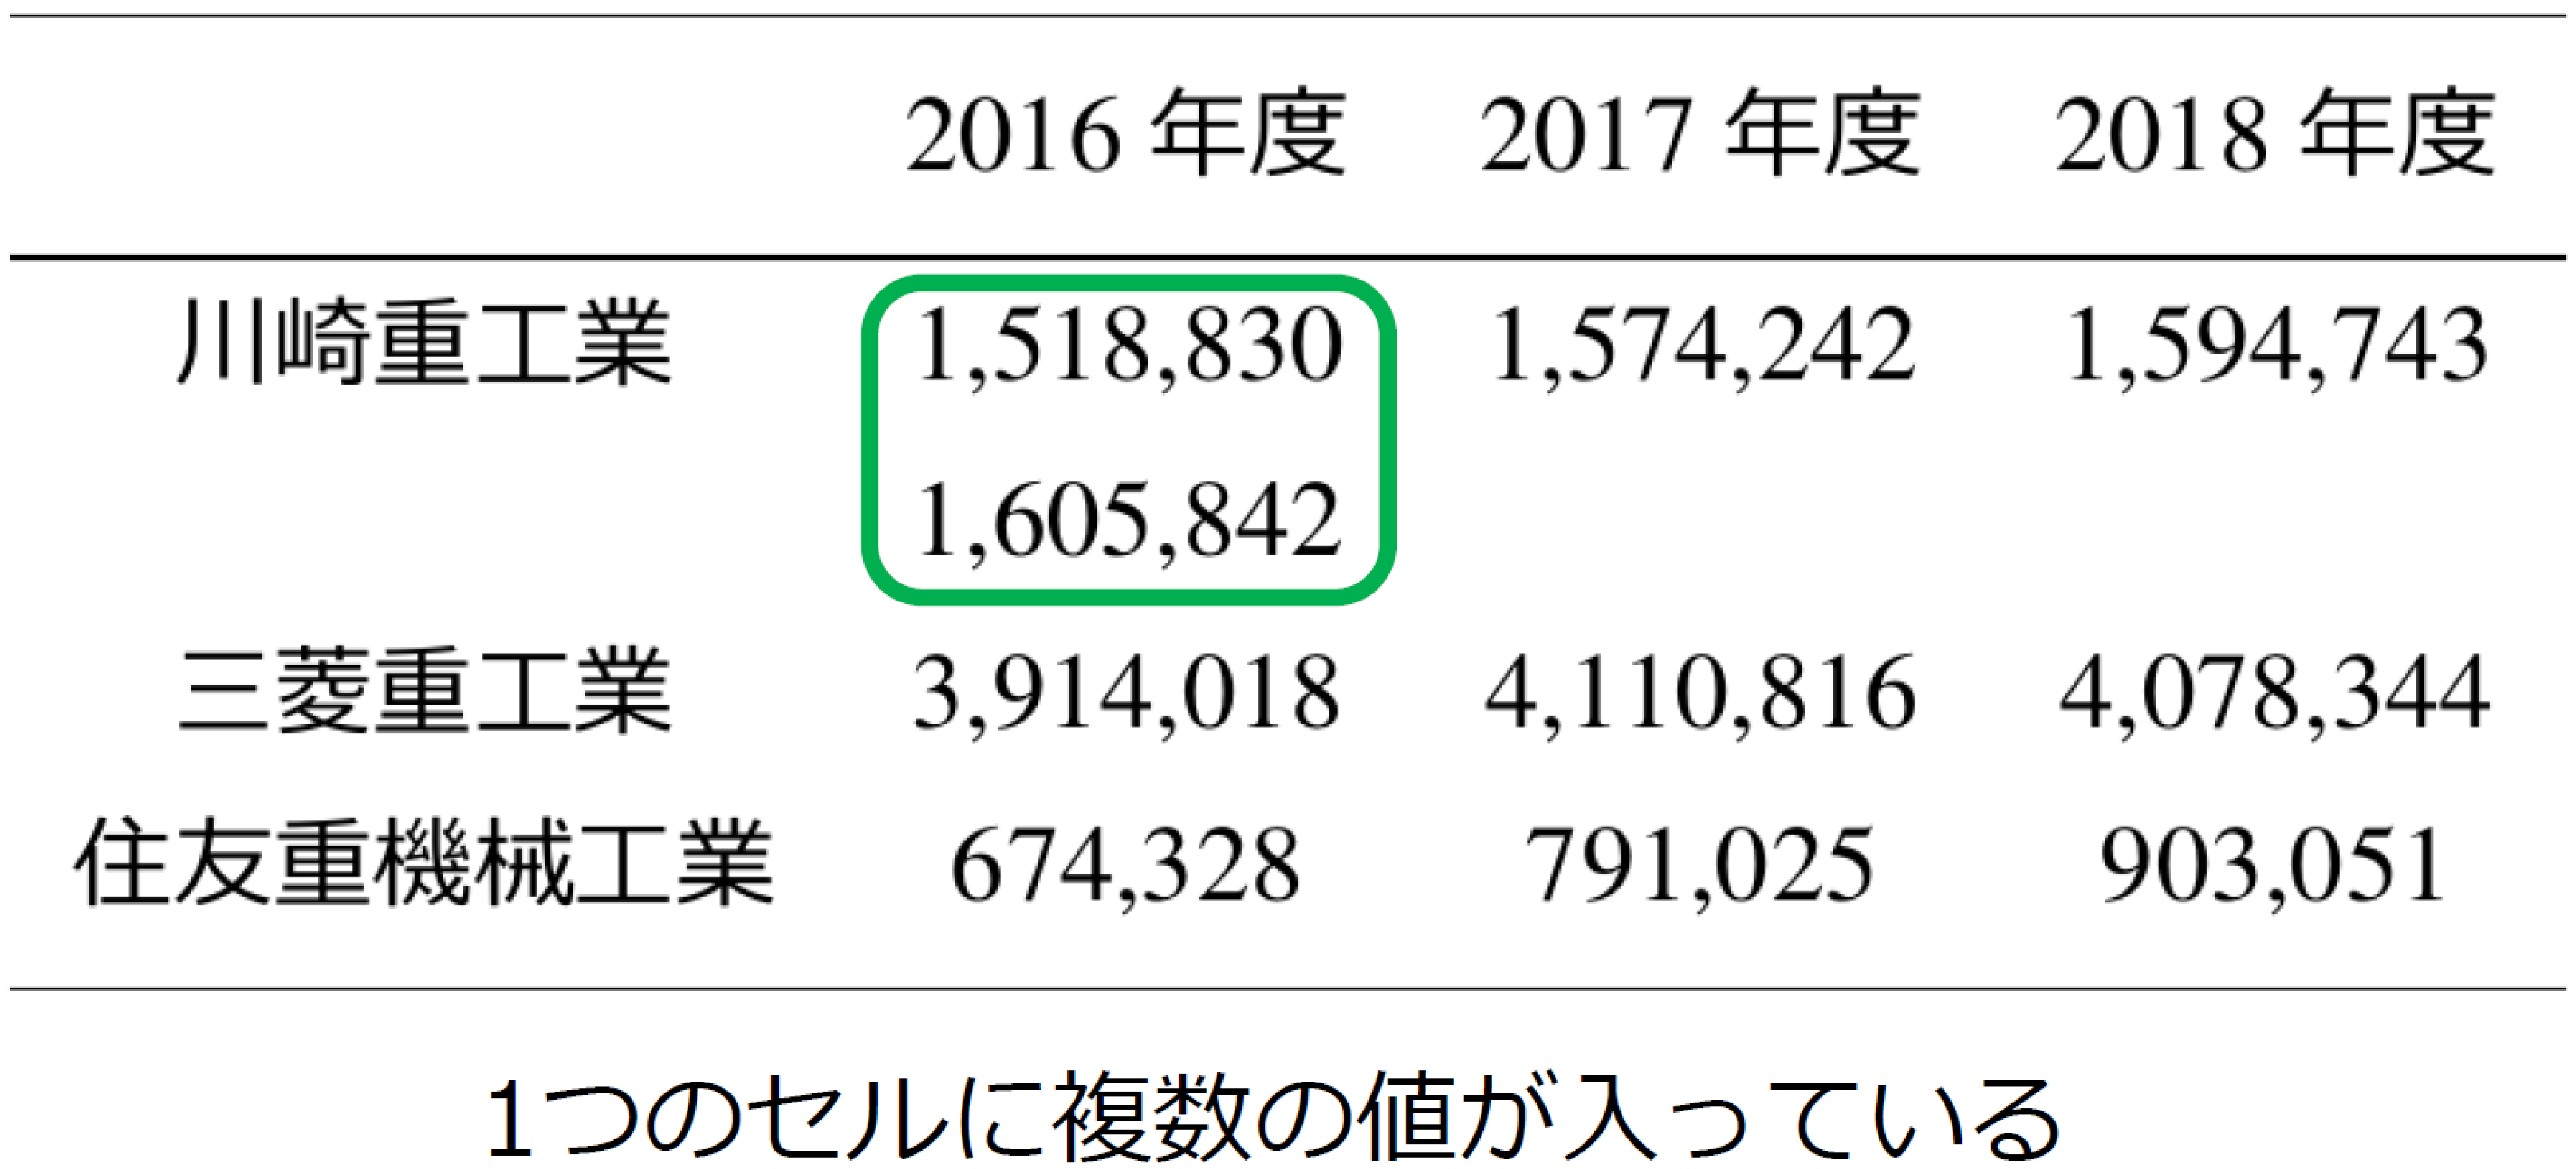 2016 年度 2017 年度 2018 年度
川崎重工業 1,518,830 1,574,242 1,594,743
1,605,842
三菱重工業 3,914,018 4,110,816 4,078,344
住友重機械工業 674,328 791,025 903,051
1つのセルに複数の値が入っている